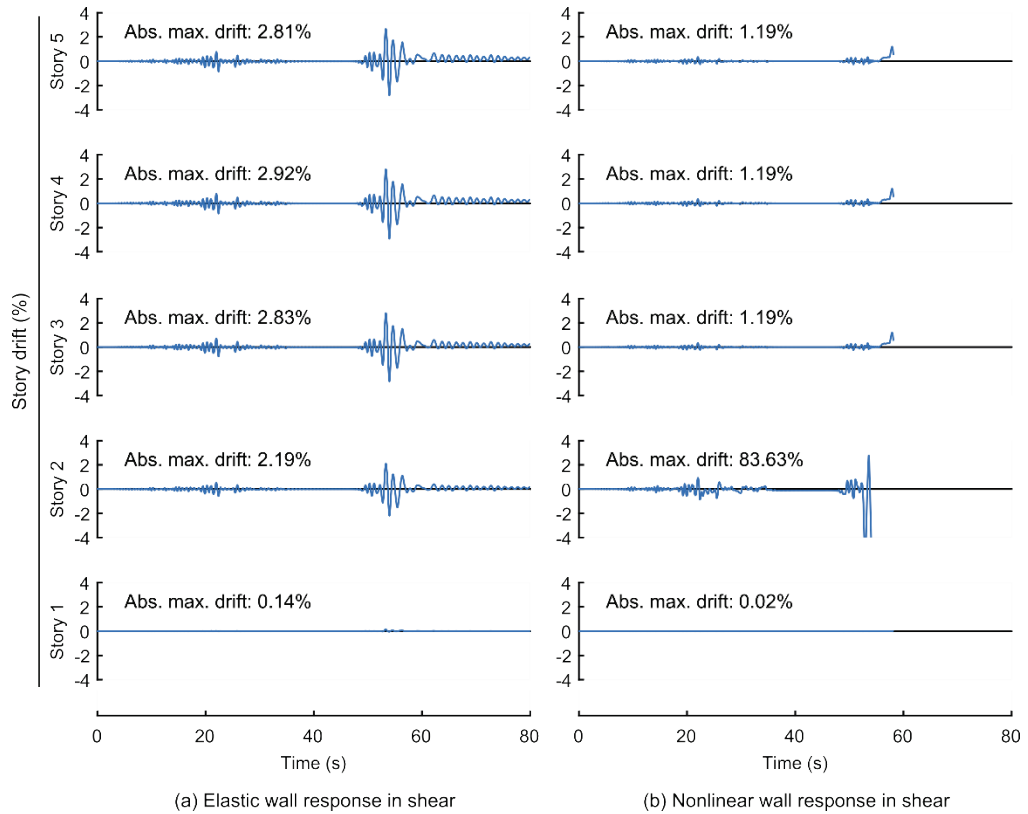 Story drift (%)
Story 5
4
2
0
-2
-4
Abs. max. drift: 2.81%
4
2
0
-2
-4
Abs. max. drift: 1.19%
Story 4
4
2
0
-2
-4
Abs. max. drift: 2.92%
4
2
0
-2
-4
Abs. max. drift: 1.19%
Story 3
4
2
0
-2
-4
Abs. max. drift: 2.83%
4
2
0
-2
-4
Abs. max. drift: 1.19%
Story 2
4
2
0
-2
-4
Abs. max. drift: 2.19%
4
2
0
-2
-4
Abs. max. drift: 83.63%
Story 1
4
2
0
-2
-4
Abs. max. drift: 0.14%
4
2
0
-2
-4
Abs. max. drift: 0.02%
0 20 40 60 80
0 20 40 60 80
Time (s)
Time (s)
(a) Elastic wall response in shear
(b) Nonlinear wall response in shear